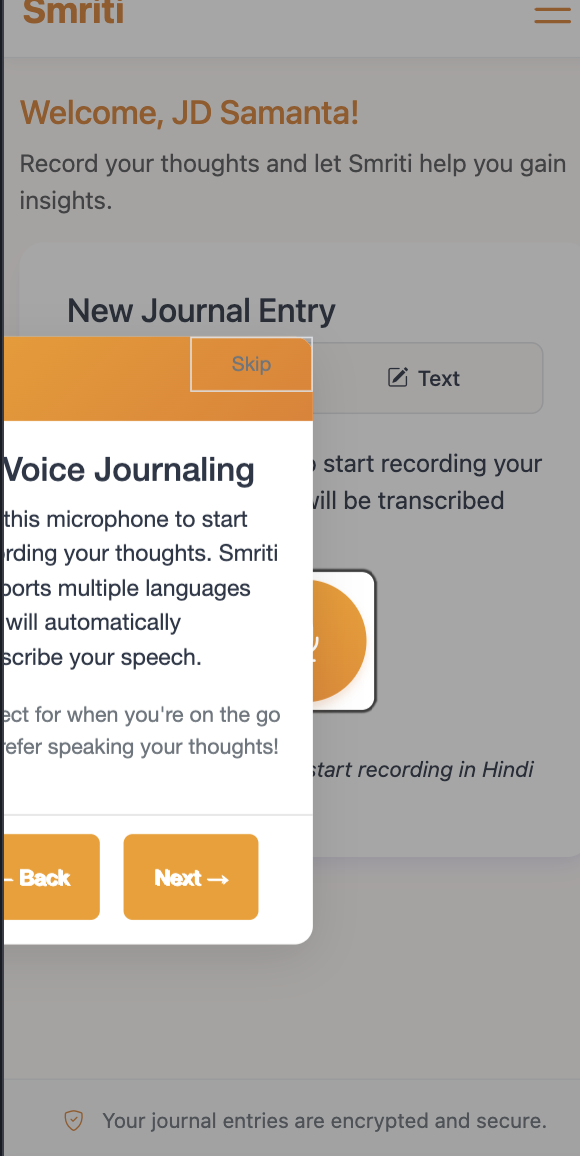 Smriti
Welcome, JD Samanta!
Record your thoughts and let Smriti help you gain
insights.
New Journal Entry
Skip
Text
Voice Journaling
start recording your
this microphone to start
will be transcribed
rding your thoughts. Smriti
ports multiple languages
will automatically
scribe your speech.
ect for when you're on the go
refer speaking your thoughts!
start recording in Hindi
← Back
Next →
Your journal entries are encrypted and secure.